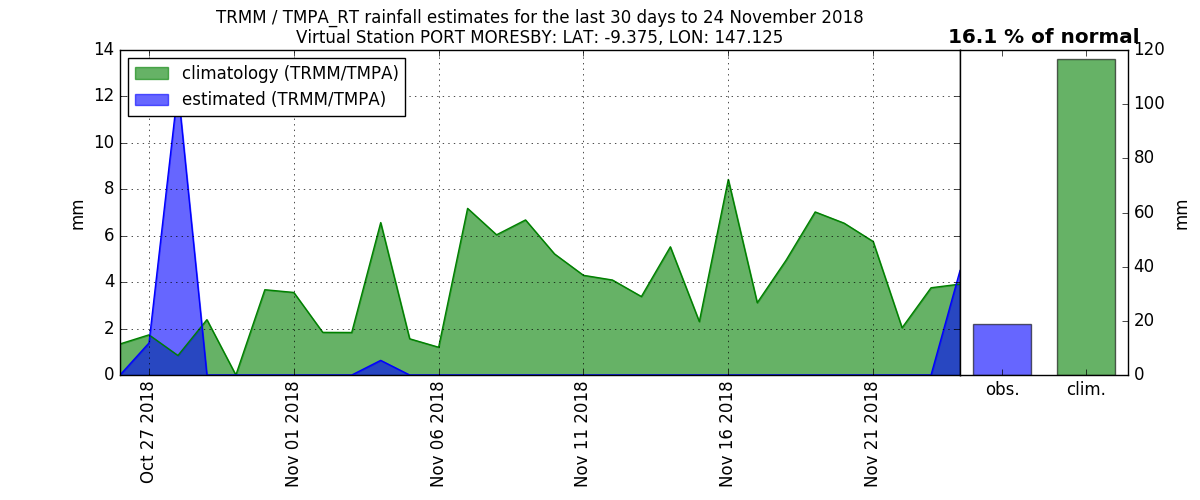 TRMM / TMPA_RT rainfall estimates for the last 30 days to 24 November 2018
Virtual Station PORT MORESBY: LAT: -9.375, LON: 147.125
16.1 % of normal
climatology (TRMM/TMPA)
estimated (TRMM/TMPA)
mm
14
12
10
8
6
4
2
0
Oct 27 2018
Nov 01 2018
Nov 06 2018
Nov 11 2018
Nov 16 2018
Nov 21 2018
obs.
clim.
120
100
80
60
40
20
0
mm